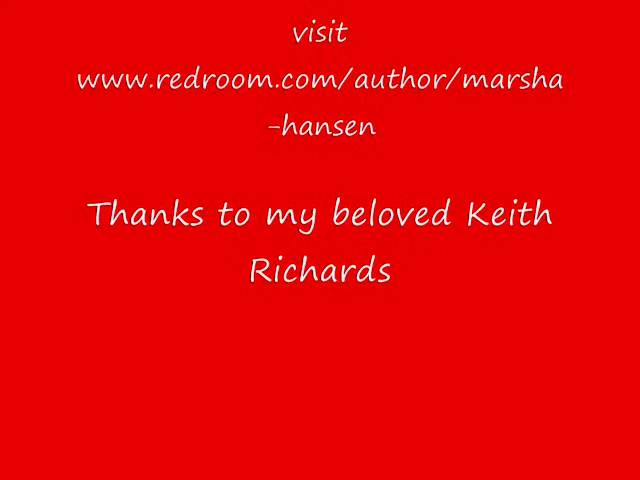 visit
www.redroom.com/author/marsha
-hansen
Thanks to my beloved Keith
Richards